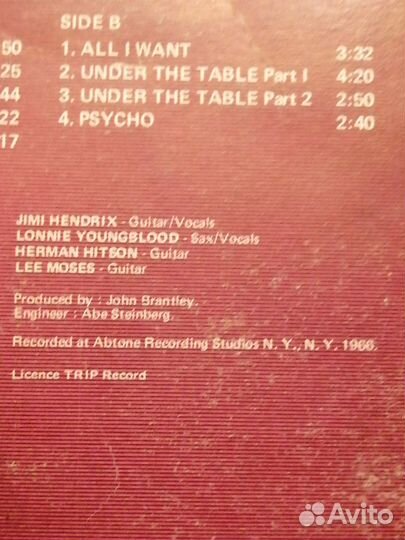 SIDE B
50 1. ALL I WANT 3:32
25 2. UNDER THE TABLE Part I 4:20
44 3. UNDER THE TABLE Part 2 2:50
22 4. PSYCHO 2:40
17
JIMI HENDRIX - Guitar/Vocals
LONNIE YOUNGBLOOD - Sax/Vocals
HERMAN HITSON - Guitar
LEE MOSES - Guitar
Produced by : John Brantley.
Engineer : Abe Steinberg.
Recorded at Abtone Recording Studios N. Y., N. Y. 1966.
Licence TRIP Record
Avito